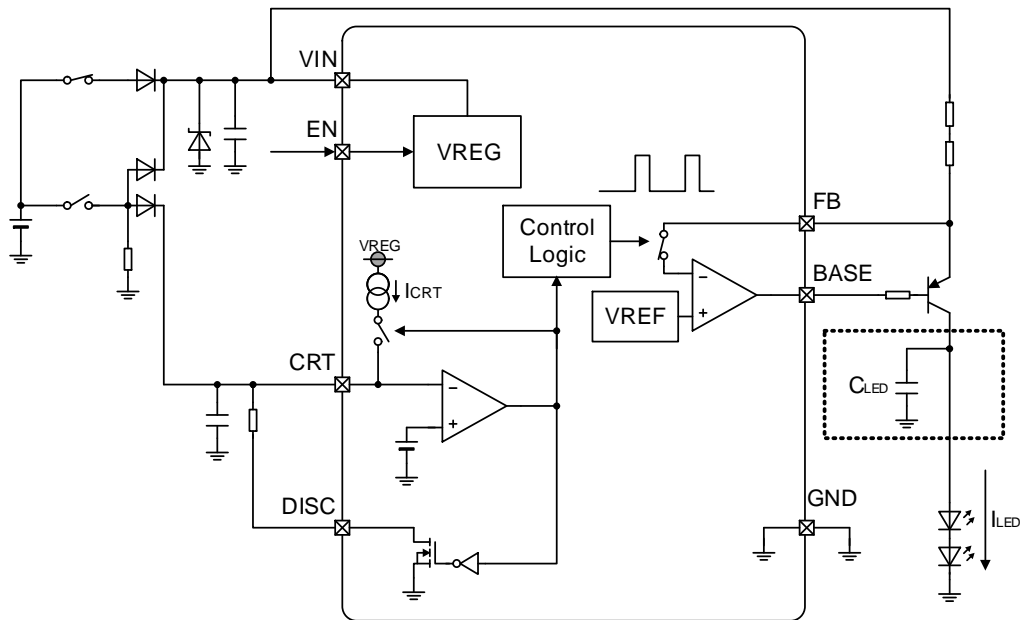 VIN
EN
VREG
FB
Control
Logic
VREG
ICRT
BASE
VREF
CRT
−
+
−
+
CLED
DISC
GND
ILED